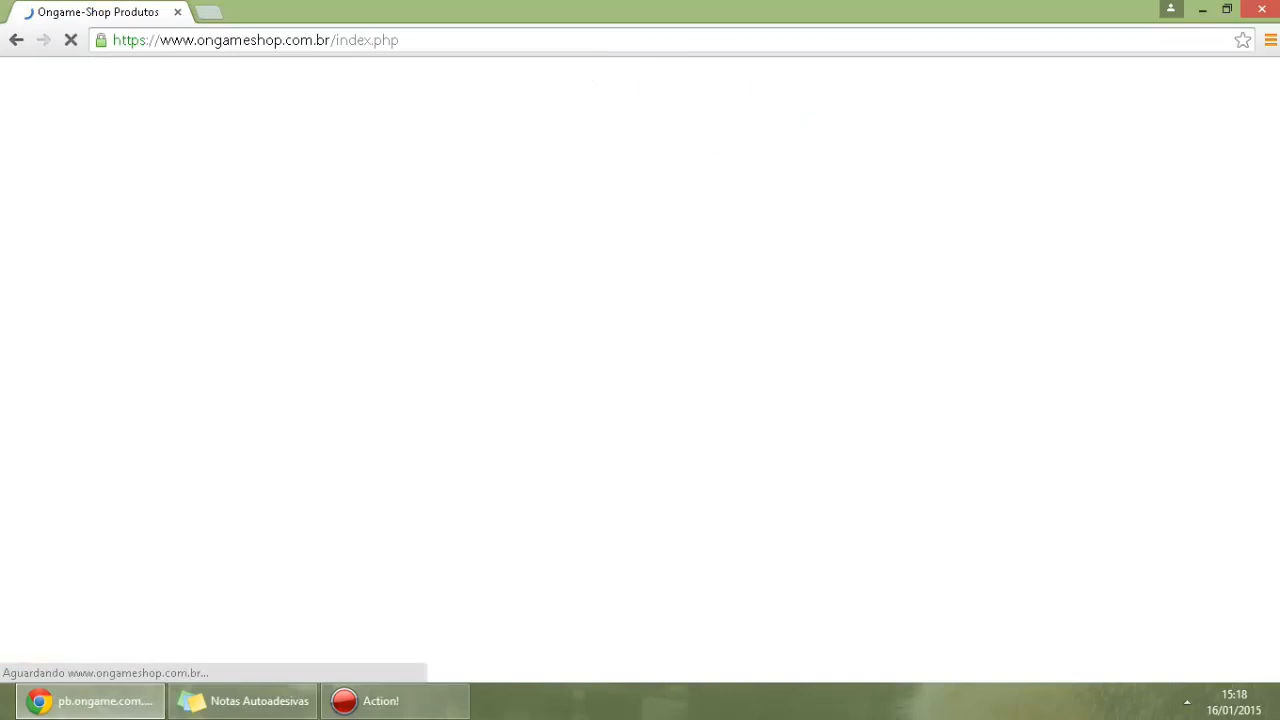 Ongame-Shop Produtos
https://www.ongameshop.com.br/index.php
Aguardando www.ongameshop.com.br...
pb.ongame.com....
Notas Autoadesivas
Action!
15:18
16/01/2015